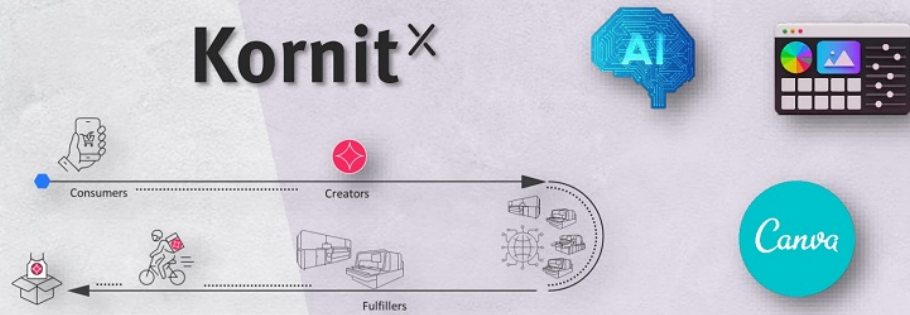 KornitX
AI
Consumers
Creators
Canva
Fulfillers